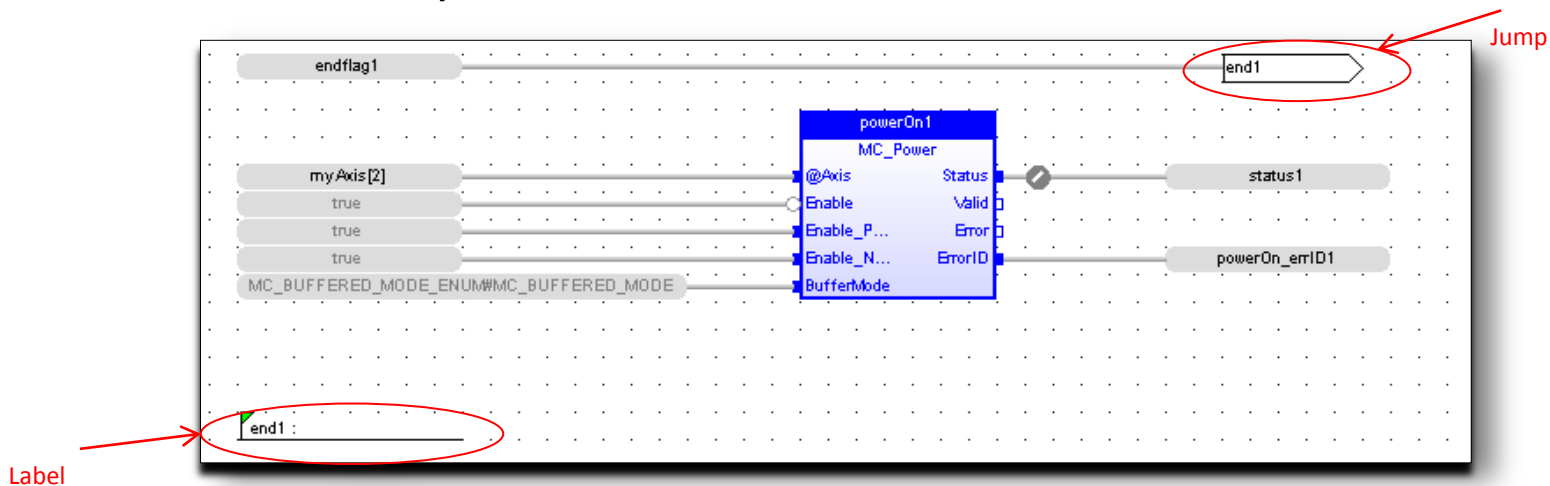 Jump
endflag1
end1
powerOn1
MC_Power
myAxis[2]
@Axis
Status
status1
true
Enable
Valid
true
Enable_P...
Error
true
Enable_N...
ErrorID
powerOn_errID1
MC_BUFFERED_MODE_ENUM#MC_BUFFERED_MODE
BufferMode
end1 :
Label